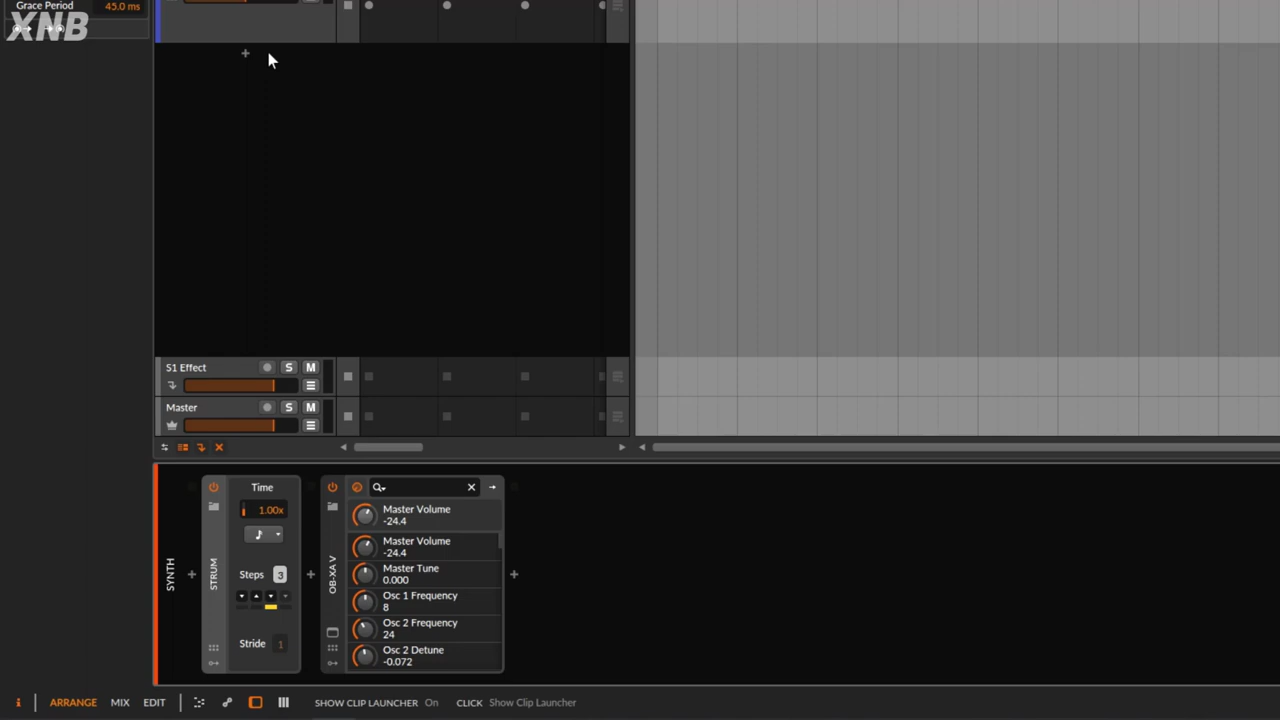 Grace Period 45.0 ms
XNB
S1 Effect S M
Master S M
SYNTH
STRUM
Time
1.00x
Steps 3
Stride 1
OB-XA V
Master Volume
-24.4
Master Volume
-24.4
Master Tune
0.000
Osc 1 Frequency
8
Osc 2 Frequency
24
Osc 2 Detune
-0.072
i ARRANGE MIX EDIT SHOW CLIP LAUNCHER On CLICK Show Clip Launcher